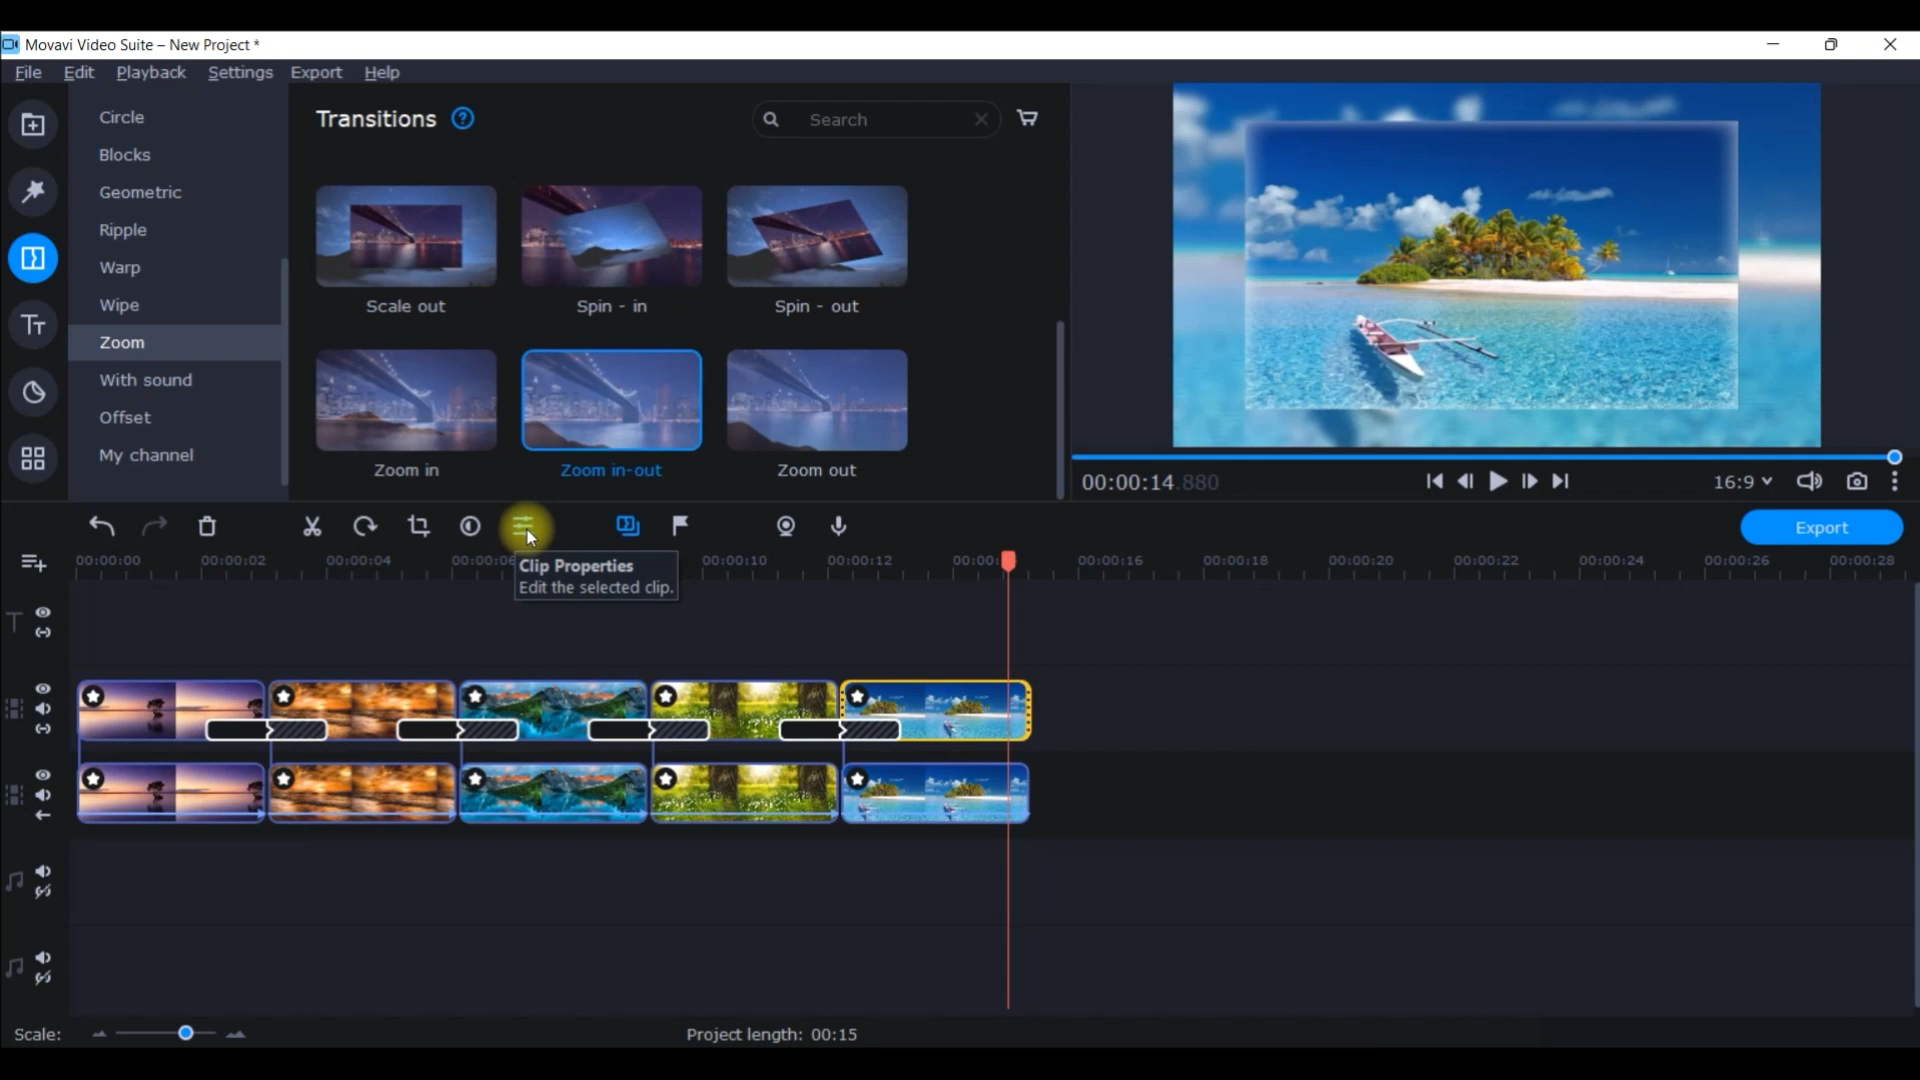 Movavi Video Suite – New Project *
File Edit Playback Settings Export Help
Circle
Blocks
Geometric
Ripple
Warp
Wipe
Zoom
With sound
Offset
My channel
Transitions ?
Search
Scale out Spin - in Spin - out
Zoom in Zoom in-out Zoom out
00:00:14.880 16:9
Export
00:00:00 00:00:02 00:00:04 00:00:10 00:00:12 00:00:16 00:00:18 00:00:20 00:00:22 00:00:24 00:00:26 00:00:28
Clip Properties
Edit the selected clip.
Scale: Project length: 00:15